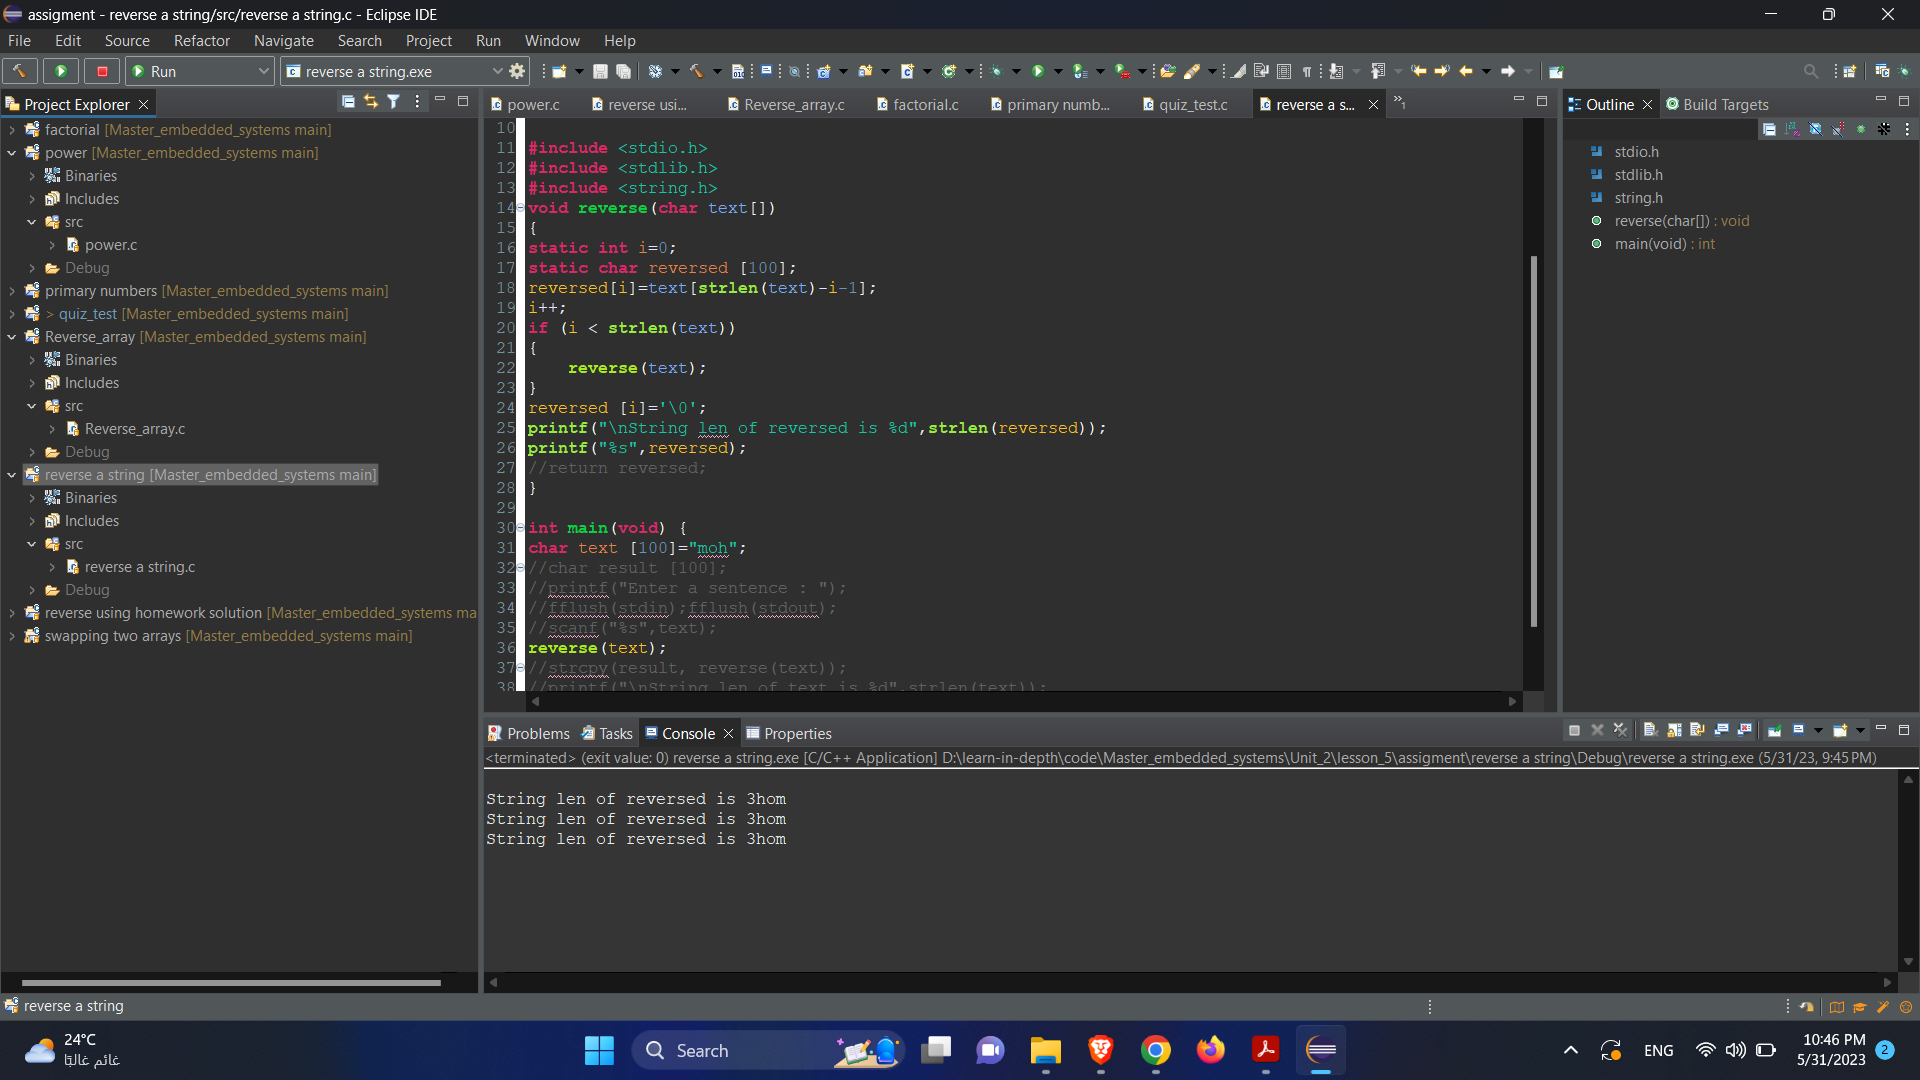 assigment - reverse a string/src/reverse a string.c - Eclipse IDE
File Edit Source Refactor Navigate Search Project Run Window Help
Run
reverse a string.exe
Project Explorer
factorial [Master_embedded_systems main]
power [Master_embedded_systems main]
Binaries
Includes
src
power.c
Debug
primary numbers [Master_embedded_systems main]
> quiz_test [Master_embedded_systems main]
Reverse_array [Master_embedded_systems main]
Binaries
Includes
src
Reverse_array.c
Debug
reverse a string [Master_embedded_systems main]
Binaries
Includes
src
reverse a string.c
Debug
reverse using homework solution [Master_embedded_systems ma
swapping two arrays [Master_embedded_systems main]
power.c reverse usi... Reverse_array.c factorial.c primary numb... quiz_test.c reverse a s... »1
10
11 #include <stdio.h>
12 #include <stdlib.h>
13 #include <string.h>
14 void reverse(char text[])
15 {
16 static int i=0;
17 static char reversed [100];
18 reversed[i]=text[strlen(text)-i-1];
19 i++;
20 if (i < strlen(text))
21 {
22     reverse(text);
23 }
24 reversed [i]='\0';
25 printf("\nString len of reversed is %d",strlen(reversed));
26 printf("%s",reversed);
27 //return reversed;
28 }
29
30 int main(void) {
31 char text [100]="moh";
32 //char result [100];
33 //printf("Enter a sentence : ");
34 //fflush(stdin);fflush(stdout);
35 //scanf("%s",text);
36 reverse(text);
37 //strcpy(result, reverse(text));
38 //printf("\nString len of text is %d",strlen(text));
Outline Build Targets
stdio.h
stdlib.h
string.h
reverse(char[]) : void
main(void) : int
Problems Tasks Console Properties
<terminated> (exit value: 0) reverse a string.exe [C/C++ Application] D:\learn-in-depth\code\Master_embedded_systems\Unit_2\lesson_5\assigment\reverse a string\Debug\reverse a string.exe (5/31/23, 9:45 PM)
String len of reversed is 3hom
String len of reversed is 3hom
String len of reversed is 3hom
reverse a string
24°C
غائم غالبًا
Search
ENG
10:46 PM
5/31/2023
2